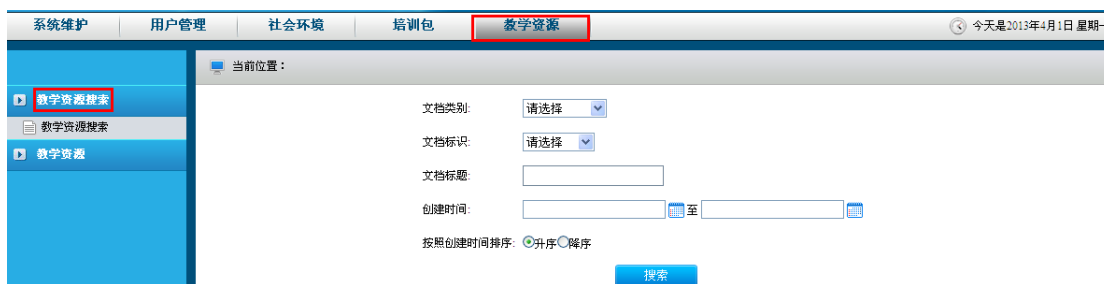 系统维护 用户管理 社会环境 培训包 教学资源 今天是2013年4月1日 星期一
当前位置：
教学资源搜索
教学资源搜索
教学资源
文档类别: 请选择
文档标识: 请选择
文档标题:
创建时间: 至
按照创建时间排序: 升序 降序
搜索